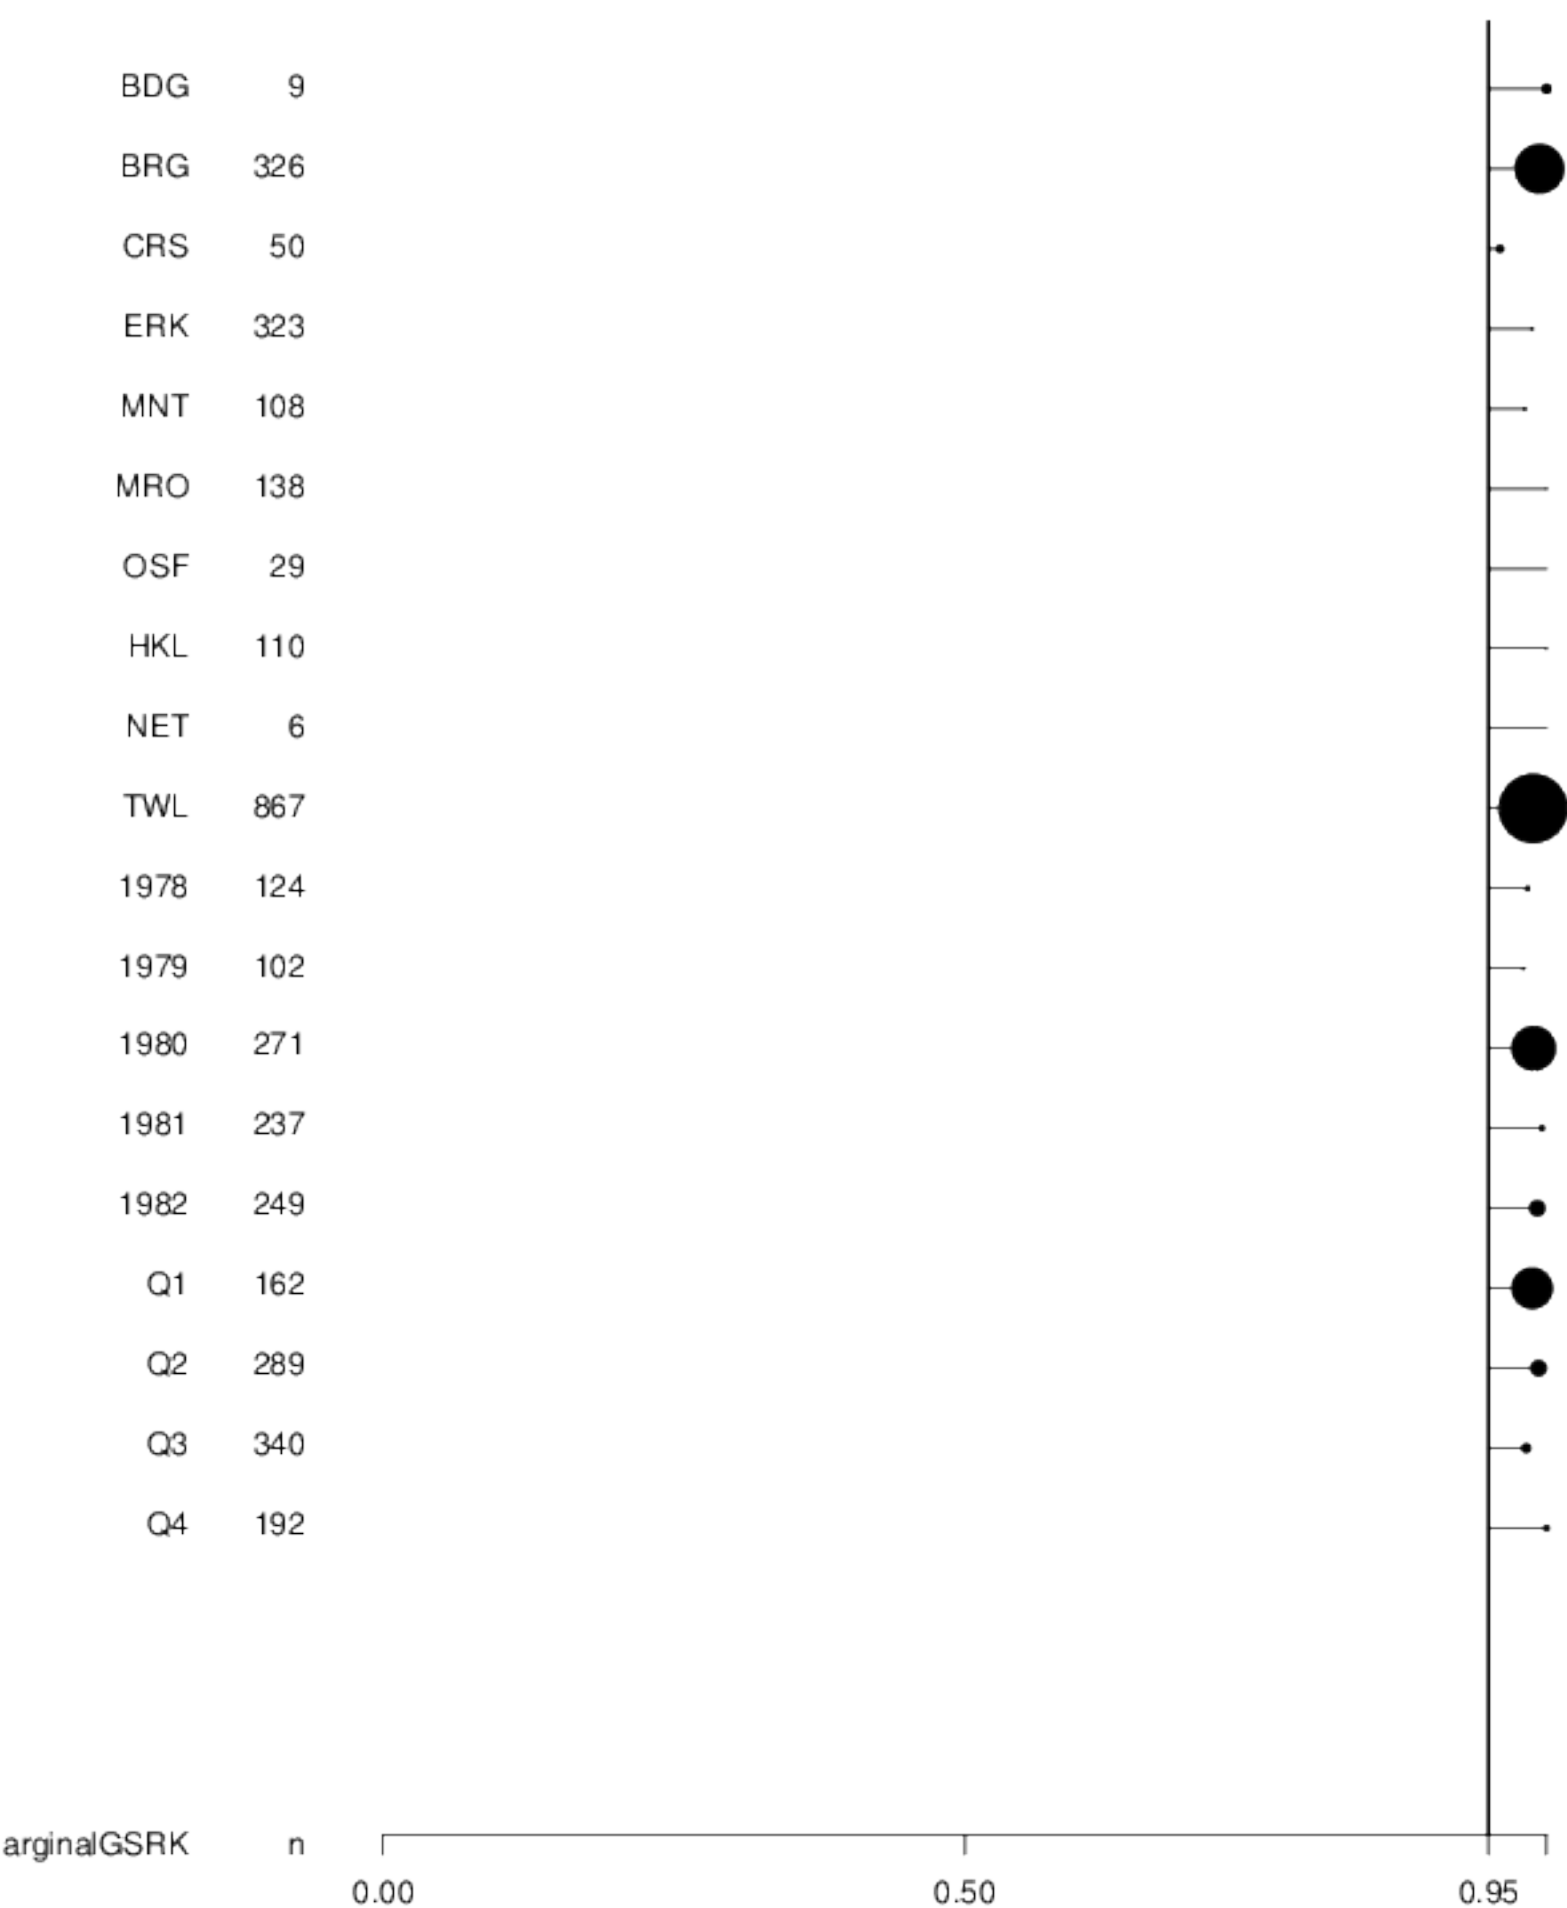 BDG 9
BRG 326
CRS 50
ERK 323
MNT 108
MRO 138
OSF 29
HKL 110
NET 6
TWL 867
1978 124
1979 102
1980 271
1981 237
1982 249
Q1 162
Q2 289
Q3 340
Q4 192
arginalGSRK n
0.00 0.50 0.95